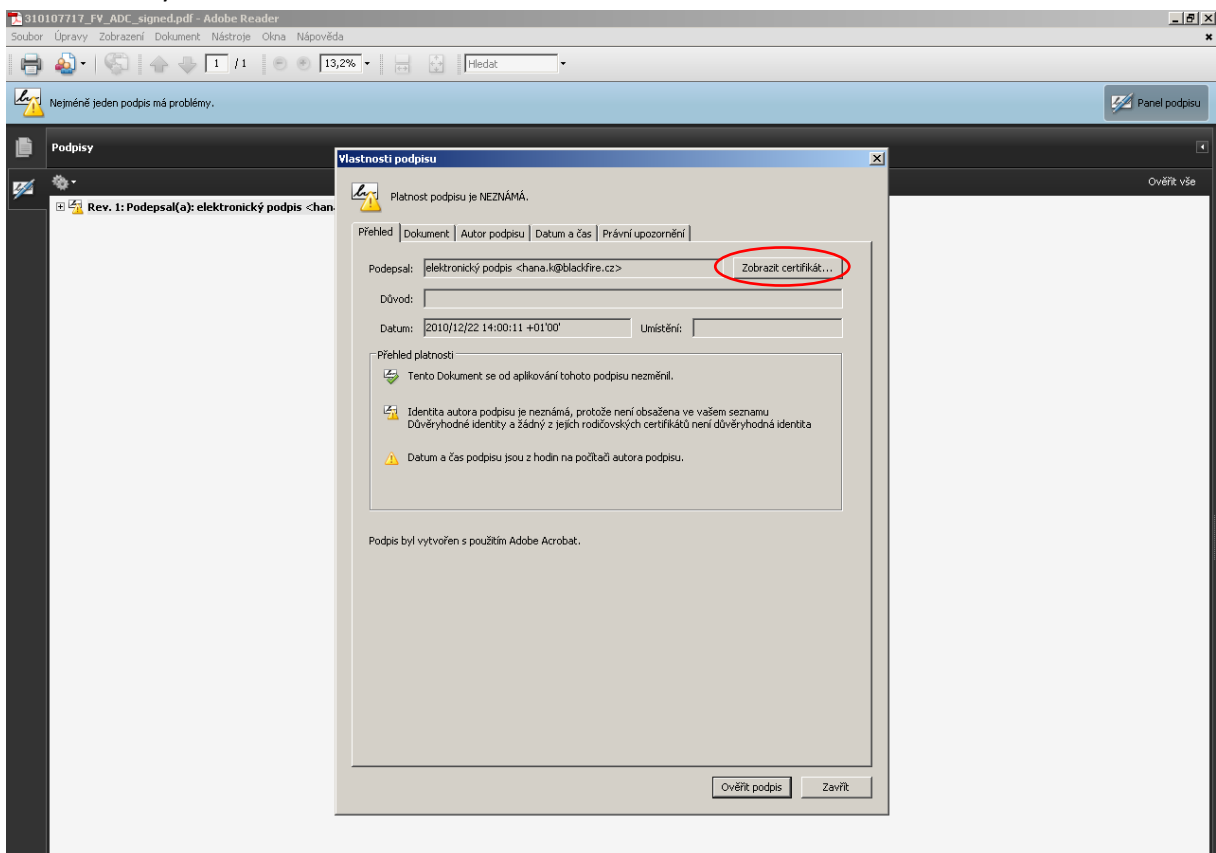 310107717_FV_ADC_signed.pdf - Adobe Reader
Soubor Úpravy Zobrazení Dokument Nástroje Okna Nápověda
1 / 1 13,2% Hledat
Nejméně jeden podpis má problémy. Panel podpisu
Podpisy
Ověřit vše
Rev. 1: Podepsal(a): elektronický podpis <han
Vlastnosti podpisu
Platnost podpisu je NEZNÁMÁ.
Přehled Dokument Autor podpisu Datum a čas Právní upozornění
Podepsal: elektronický podpis <hana.k@blackfire.cz> Zobrazit certifikát...
Důvod:
Datum: 2010/12/22 14:00:11 +01'00' Umístění:
Přehled platnosti
Tento Dokument se od aplikování tohoto podpisu nezměnil.
Identita autora podpisu je neznámá, protože není obsažena ve vašem seznamu
Důvěryhodné identity a žádný z jejích rodičovských certifikátů není důvěryhodná identita
Datum a čas podpisu jsou z hodin na počítači autora podpisu.
Podpis byl vytvořen s použitím Adobe Acrobat.
Ověřit podpis Zavřít